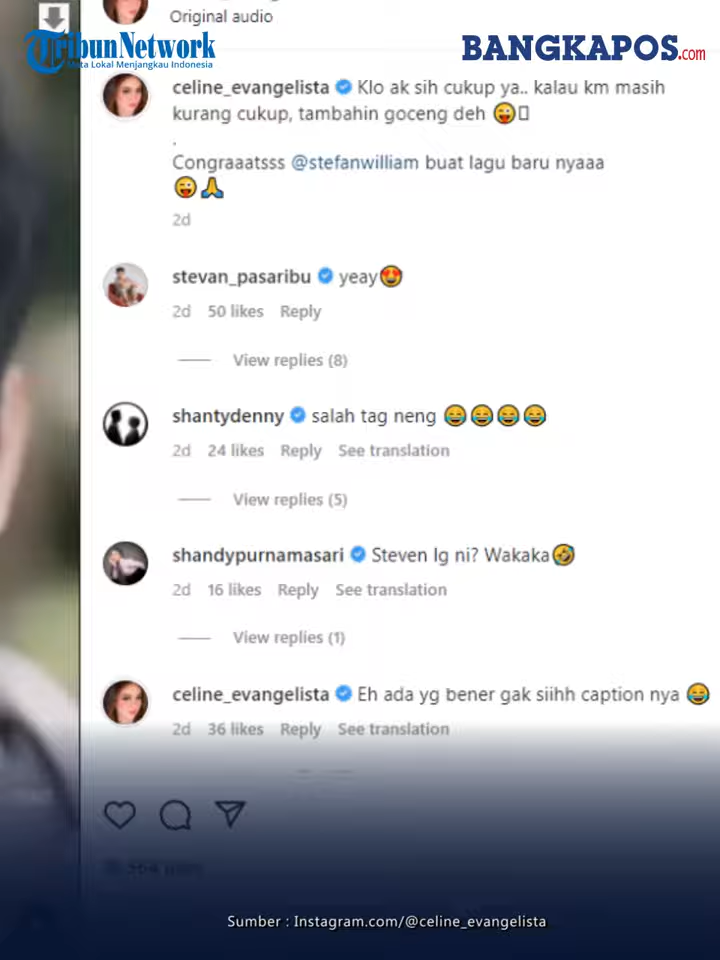 Original audio
TribunNetwork
Mata Lokal Menjangkau Indonesia
BANGKAPOS.com
celine_evangelista Klo ak sih cukup ya.. kalau km masih
kurang cukup, tambahin goceng deh 😜
.
Congraaatsss @stefanwilliam buat lagu baru nyaaa
😜🙏
2d
stevan_pasaribu yeay😍
2d 50 likes Reply
View replies (8)
shantydenny salah tag neng 😂😂😂😂
2d 24 likes Reply See translation
View replies (5)
shandypurnamasari Steven lg ni? Wakaka🤣
2d 16 likes Reply See translation
View replies (1)
celine_evangelista Eh ada yg bener gak siihh caption nya 😂
2d 36 likes Reply See translation
Sumber : Instagram.com/@celine_evangelista